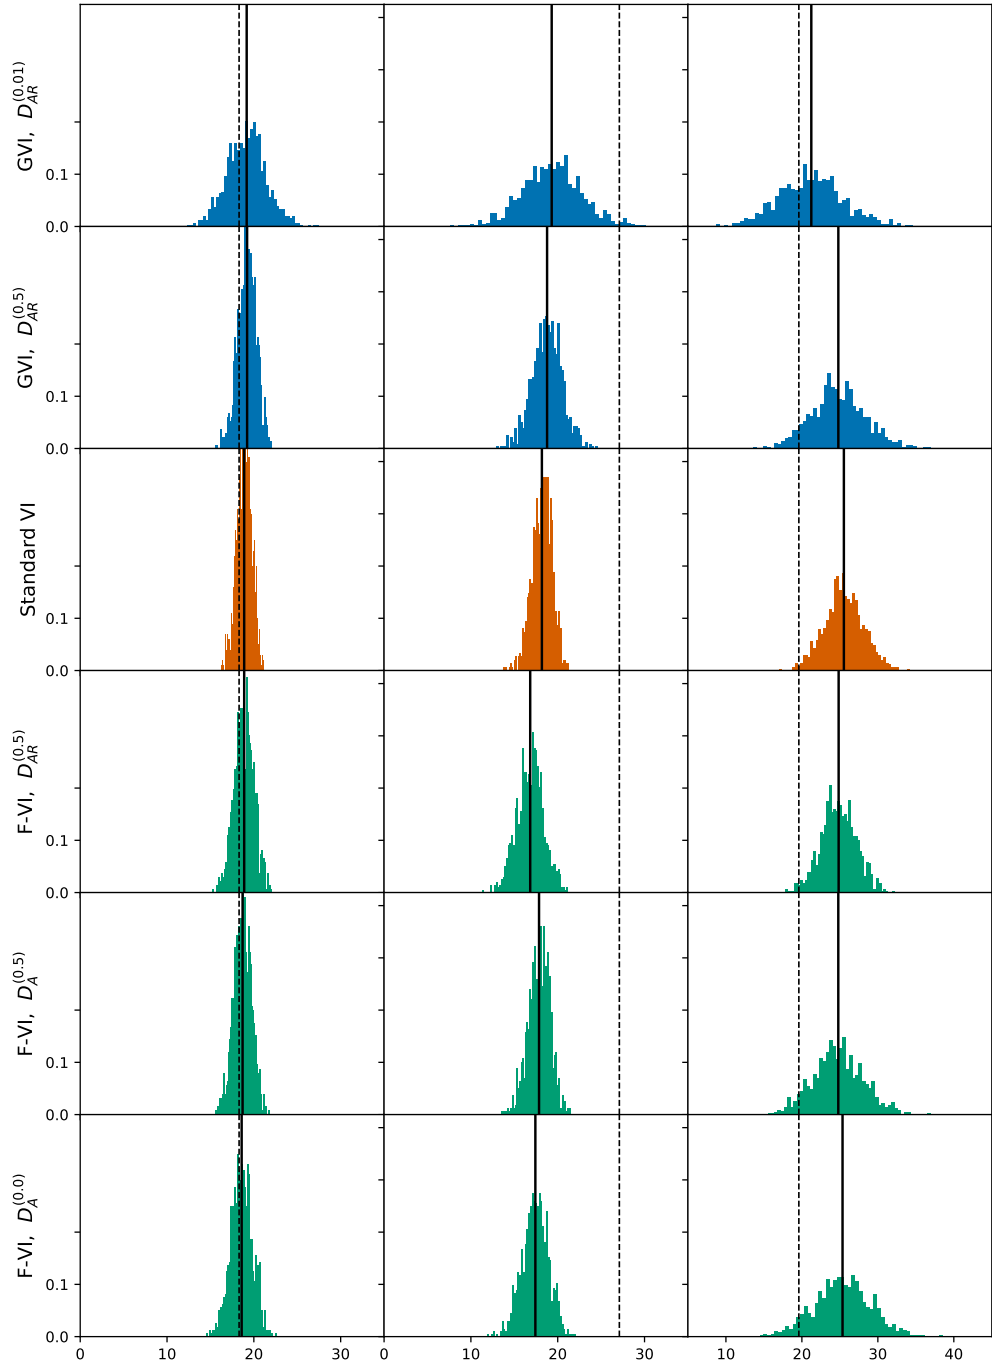 GVI, D_{AR}^{(0.01)}
0.1
0.0
GVI, D_{AR}^{(0.5)}
0.1
0.0
Standard VI
0.1
0.0
F-VI, D_{AR}^{(0.5)}
0.1
0.0
F-VI, D_{A}^{(0.5)}
0.1
0.0
F-VI, D_{A}^{(0.0)}
0.1
0.0
0 10 20 30 0 10 20 30 10 20 30 40